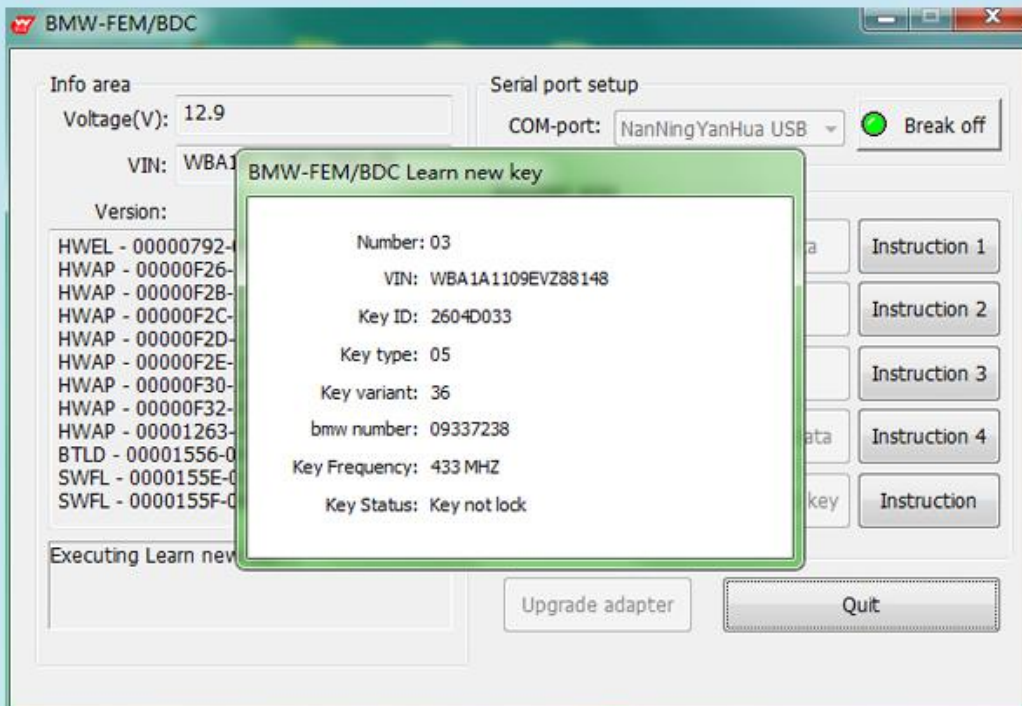 BMW-FEM/BDC
Info area
Voltage(V): 12.9
VIN: WBA1
Version:
HWEL - 00000792-
HWAP - 00000F26-
HWAP - 00000F2B-
HWAP - 00000F2C-
HWAP - 00000F2D-
HWAP - 00000F2E-
HWAP - 00000F30-
HWAP - 00000F32-
HWAP - 00001263-
BTLD - 00001556-0
SWFL - 0000155E-0
SWFL - 0000155F-0
Executing Learn new
Serial port setup
COM-port: NanNingYanHua USB
Break off
Instruction 1
Instruction 2
Instruction 3
ata Instruction 4
key Instruction
Upgrade adapter
Quit
BMW-FEM/BDC Learn new key
Number: 03
VIN: WBA1A1109EVZ88148
Key ID: 2604D033
Key type: 05
Key variant: 36
bmw number: 09337238
Key Frequency: 433 MHZ
Key Status: Key not lock